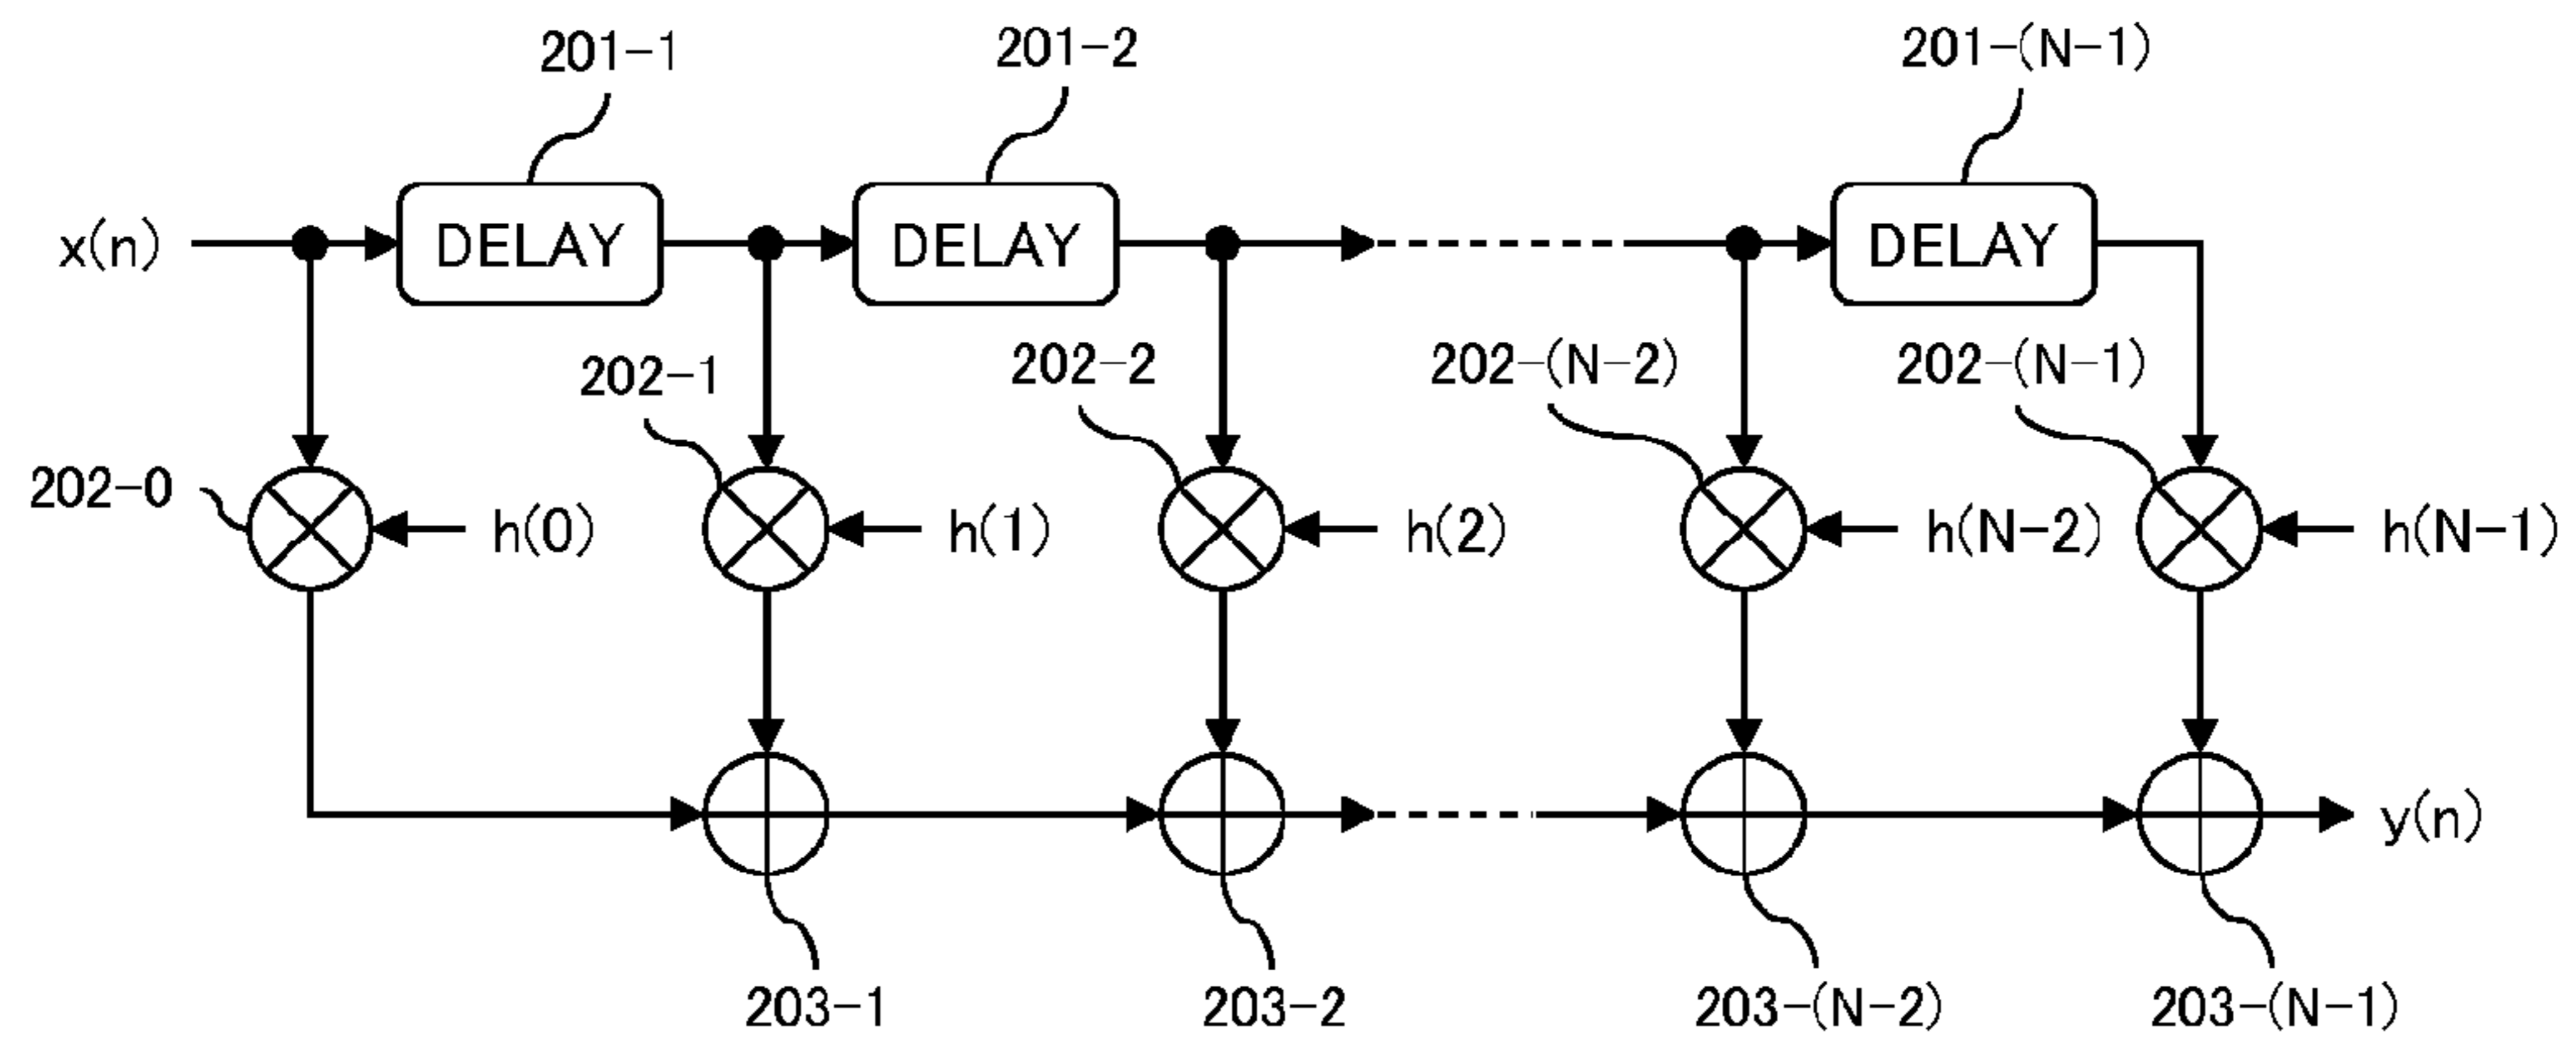 201-1 201-2 201-(N-1)
x(n) DELAY DELAY DELAY
202-1 202-2 202-(N-2) 202-(N-1)
202-0 h(0) h(1) h(2) h(N-2) h(N-1)
y(n)
203-1 203-2 203-(N-2) 203-(N-1)